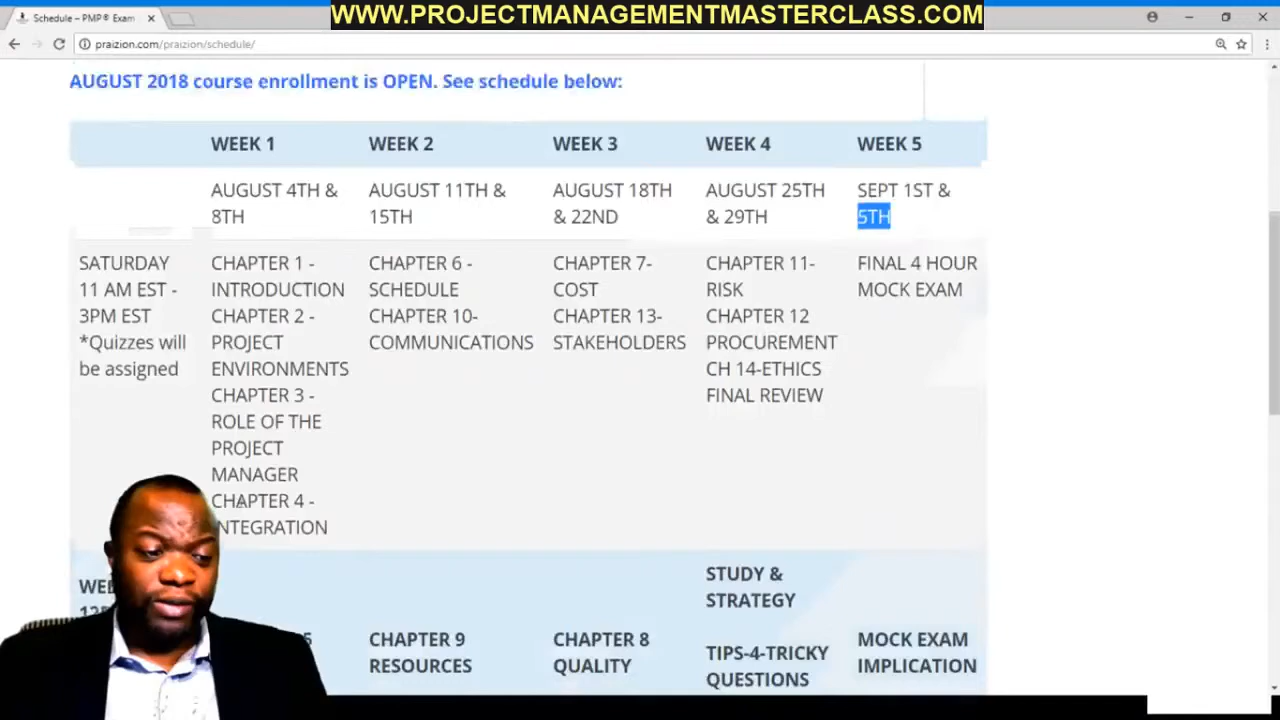 WWW.PROJECTMANAGEMENTMASTERCLASS.COM
Schedule – PMP® Exam
praizion.com/praizion/schedule/
AUGUST 2018 course enrollment is OPEN. See schedule below:
WEEK 1
WEEK 2
WEEK 3
WEEK 4
WEEK 5
AUGUST 4TH &
8TH
AUGUST 11TH &
15TH
AUGUST 18TH
& 22ND
AUGUST 25TH
& 29TH
SEPT 1ST &
5TH
SATURDAY
11 AM EST -
3PM EST
*Quizzes will
be assigned
CHAPTER 1 -
INTRODUCTION
CHAPTER 2 -
PROJECT
ENVIRONMENTS
CHAPTER 3 -
ROLE OF THE
PROJECT
MANAGER
CHAPTER 4 -
INTEGRATION
CHAPTER 6 -
SCHEDULE
CHAPTER 10-
COMMUNICATIONS
CHAPTER 7-
COST
CHAPTER 13-
STAKEHOLDERS
CHAPTER 11-
RISK
CHAPTER 12
PROCUREMENT
CH 14-ETHICS
FINAL REVIEW
FINAL 4 HOUR
MOCK EXAM
CHAPTER 9
RESOURCES
CHAPTER 8
QUALITY
STUDY &
STRATEGY
TIPS-4-TRICKY
QUESTIONS
MOCK EXAM
IMPLICATION